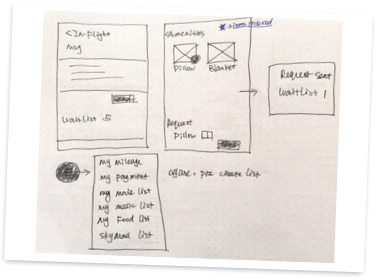 <In-flight
msg
Waitlist 5
Amenities
Pillow Blanket
Request
Pillow
Request Sent
Waitlist 1
my mileage
my payment
my movie list
my music list
my Food list
skymall list
offline, pre create list